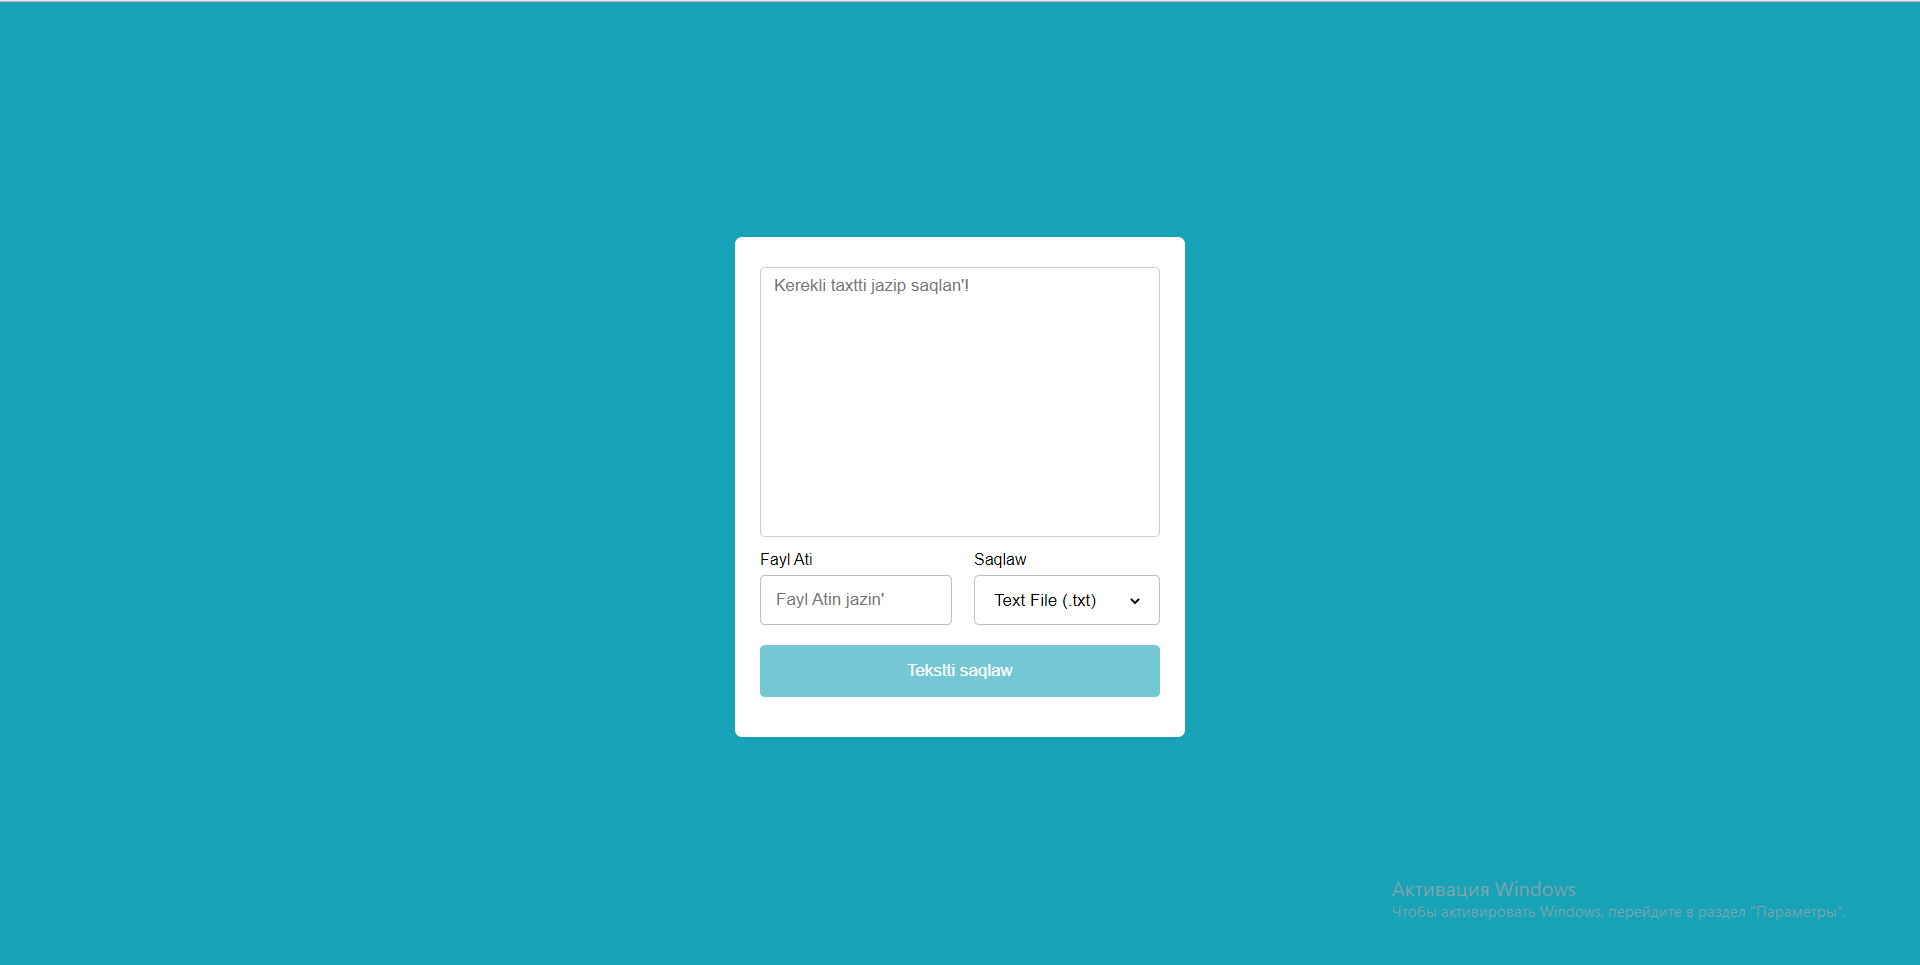 Kerekli taxtti jazip saqlan'!
Fayl Ati
Saqlaw
Fayl Atin jazin'
Text File (.txt)
Tekstti saqlaw
Активация Windows
Чтобы активировать Windows, перейдите в раздел "Параметры".